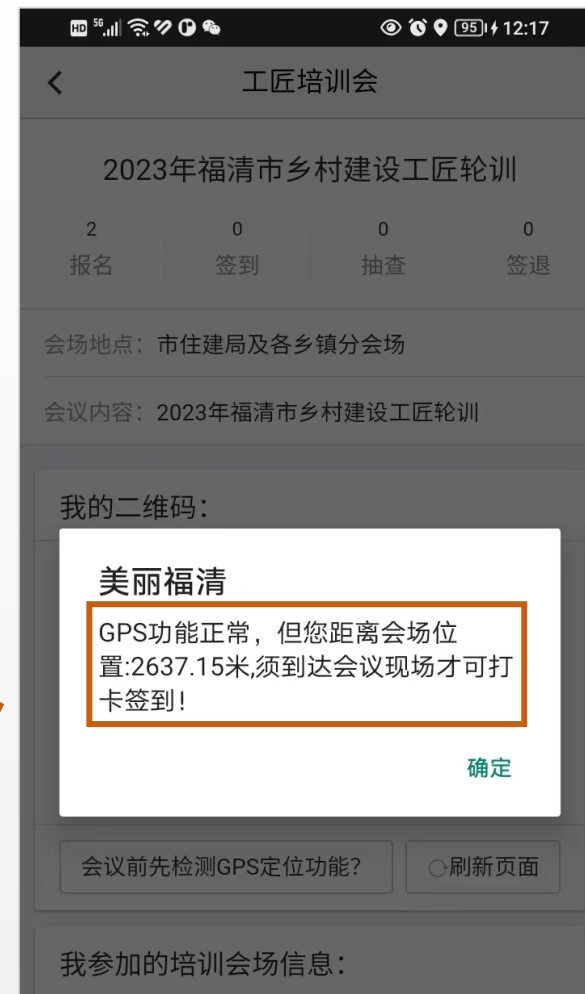 HD 5G 95 12:17
工匠培训会
2023年福清市乡村建设工匠轮训
2 0 0 0
报名 签到 抽查 签退
会场地点：市住建局及各乡镇分会场
会议内容：2023年福清市乡村建设工匠轮训
我的二维码：
美丽福清
GPS功能正常，但您距离会场位
置:2637.15米,须到达会议现场才可打
卡签到！
确定
会议前先检测GPS定位功能？ 刷新页面
我参加的培训会场信息：